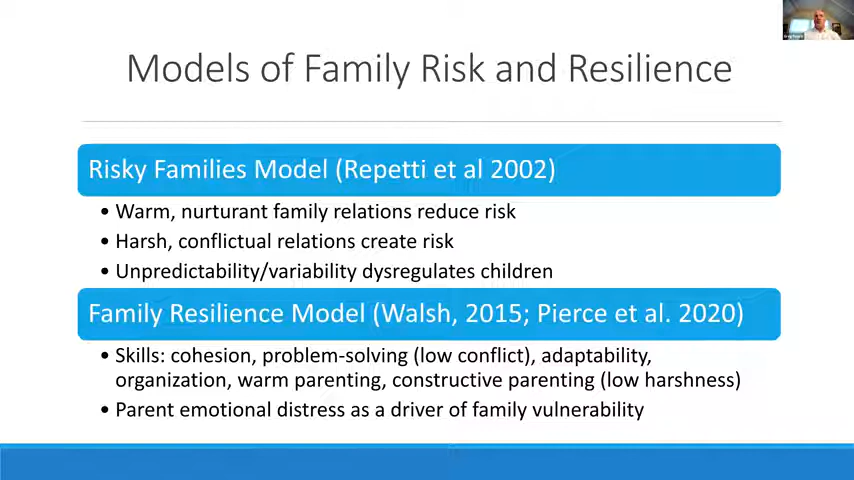 Models of Family Risk and Resilience
Risky Families Model (Repetti et al 2002)
• Warm, nurturant family relations reduce risk
• Harsh, conflictual relations create risk
• Unpredictability/variability dysregulates children
Family Resilience Model (Walsh, 2015; Pierce et al. 2020)
• Skills: cohesion, problem-solving (low conflict), adaptability,
organization, warm parenting, constructive parenting (low harshness)
• Parent emotional distress as a driver of family vulnerability